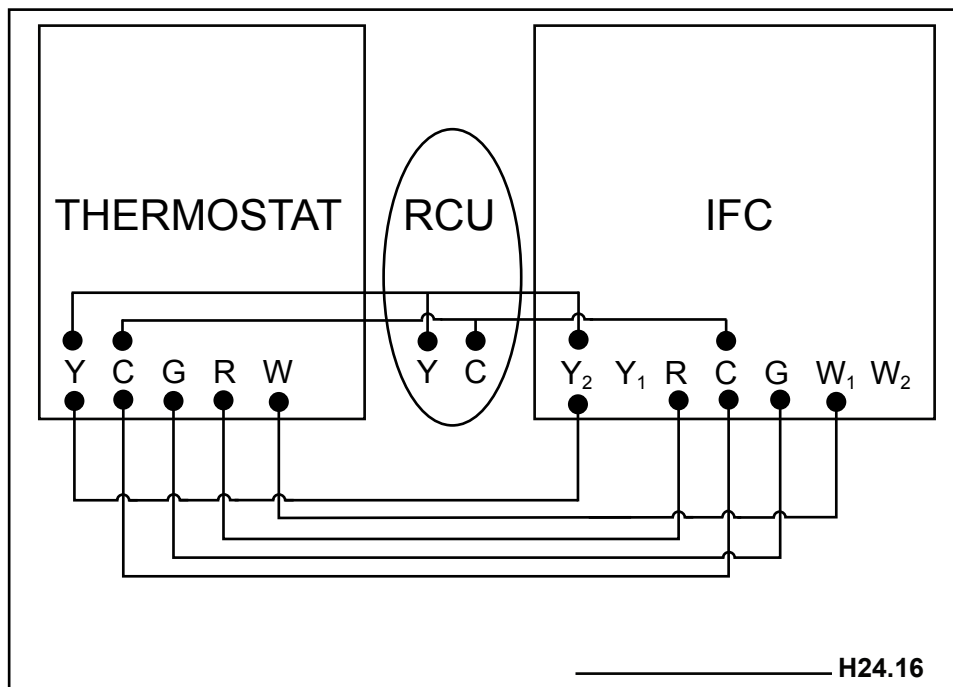 THERMOSTAT RCU IFC
Y C G R W Y C Y₂ Y₁ R C G W₁ W₂
H24.16